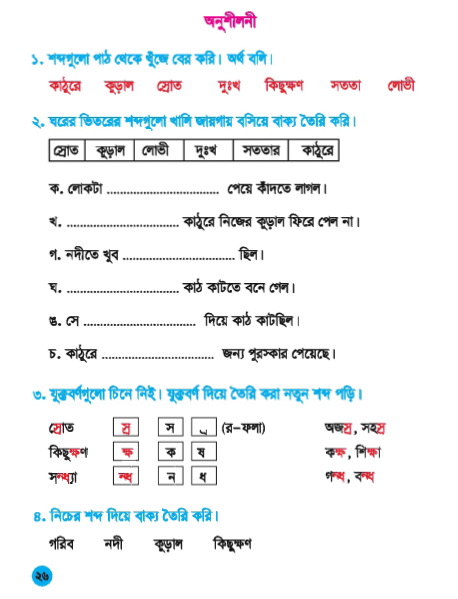 অনুশীলনী
১. শব্দগুলো পাঠ থেকে খুঁজে বের করি। অর্থ বলি।
কাঠুরে কুড়াল স্রোত দুঃখ কিছুক্ষণ সততা লোভী
২. ঘরের ভিতরের শব্দগুলো খালি জায়গায় বসিয়ে বাক্য তৈরি করি।
স্রোত কুড়াল লোভী দুঃখ সততার কাঠুরে
ক. লোকটা ................................. পেয়ে কাঁদতে লাগল।
খ. ................................. কাঠুরে নিজের কুড়াল ফিরে পেল না।
গ. নদীতে খুব ................................. ছিল।
ঘ. ................................. কাঠ কাটতে বনে গেল।
ঙ. সে ................................. দিয়ে কাঠ কাটছিল।
চ. কাঠুরে ................................. জন্য পুরস্কার পেয়েছে।
৩. যুক্তবর্ণগুলো চিনে নিই। যুক্তবর্ণ দিয়ে তৈরি করা নতুন শব্দ পড়ি।
স্রোত স্র স ্র (র-ফলা) অজস্র, সহস্র
কিছুক্ষণ ক্ষ ক ষ কক্ষ, শিক্ষা
সন্ধ্যা ন্ধ ন ধ গন্ধ, বন্ধ
৪. নিচের শব্দ দিয়ে বাক্য তৈরি করি।
গরিব নদী কুড়াল কিছুক্ষণ
২৬